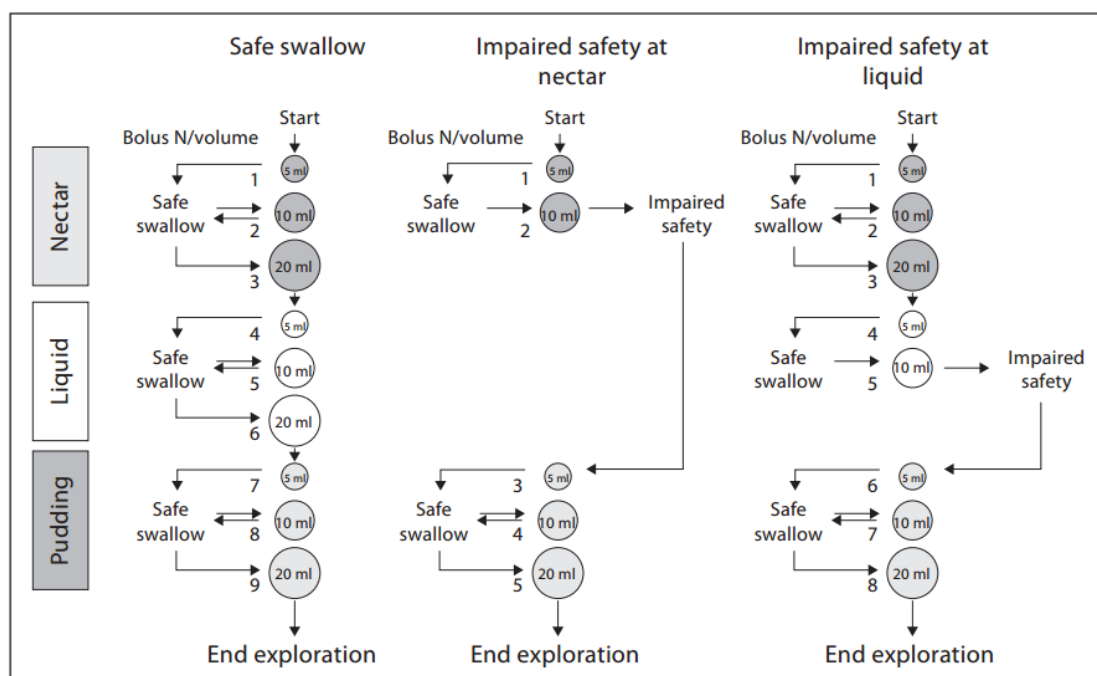 Safe swallow
Impaired safety at
nectar
Impaired safety at
liquid
Nectar
Liquid
Pudding
Bolus N/volume
Start
5 ml
1
Safe
swallow
10 ml
2
20 ml
3
5 ml
4
Safe
swallow
10 ml
5
20 ml
6
5 ml
7
Safe
swallow
10 ml
8
20 ml
9
End exploration
Bolus N/volume
Start
5 ml
1
Safe
swallow
10 ml
2
Impaired
safety
5 ml
3
Safe
swallow
10 ml
4
20 ml
5
End exploration
Bolus N/volume
Start
5 ml
1
Safe
swallow
10 ml
2
20 ml
3
5 ml
4
Safe
swallow
10 ml
5
Impaired
safety
5 ml
6
Safe
swallow
10 ml
7
20 ml
8
End exploration